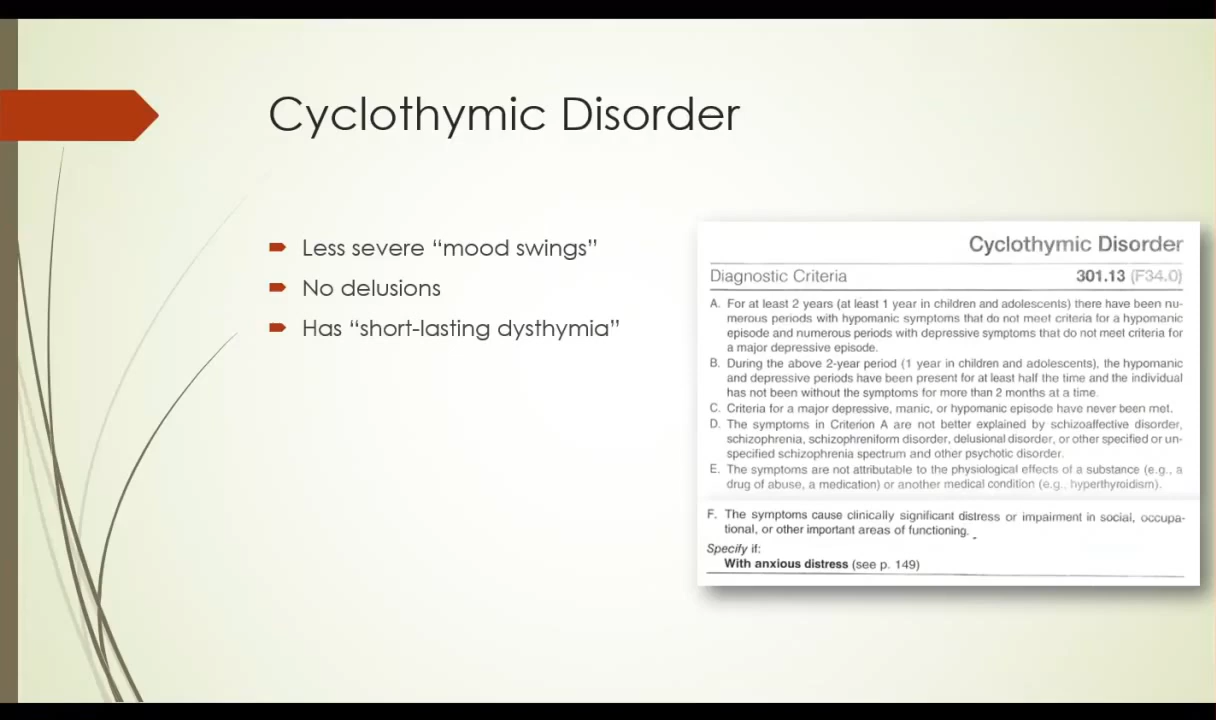 Cyclothymic Disorder
Less severe “mood swings”
No delusions
Has “short-lasting dysthymia”
Cyclothymic Disorder
Diagnostic Criteria 301.13 (F34.0)
A. For at least 2 years (at least 1 year in children and adolescents) there have been nu-
merous periods with hypomanic symptoms that do not meet criteria for a hypomanic
episode and numerous periods with depressive symptoms that do not meet criteria for
a major depressive episode.
B. During the above 2-year period (1 year in children and adolescents), the hypomanic
and depressive periods have been present for at least half the time and the individual
has not been without the symptoms for more than 2 months at a time.
C. Criteria for a major depressive, manic, or hypomanic episode have never been met.
D. The symptoms in Criterion A are not better explained by schizoaffective disorder,
schizophrenia, schizophreniform disorder, delusional disorder, or other specified or un-
specified schizophrenia spectrum and other psychotic disorder.
E. The symptoms are not attributable to the physiological effects of a substance (e.g., a
drug of abuse, a medication) or another medical condition (e.g., hyperthyroidism).
F. The symptoms cause clinically significant distress or impairment in social, occupa-
tional, or other important areas of functioning.
Specify if:
With anxious distress (see p. 149)